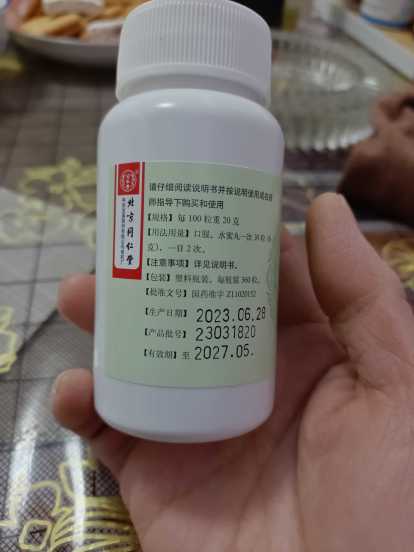 请仔细阅读说明书并按说明使用或在药
师指导下购买和使用
【规格】每100粒重20克
【用法用量】口服。水蜜丸一次30粒(6
克),一日2次。
【注意事项】详见说明书。
【包装】塑料瓶装。每瓶装360粒。
【批准文号】国药准字Z11020152
【生产日期】2023.06.28
【产品批号】23031820
【有效期】至 2027.05.
北京同仁堂